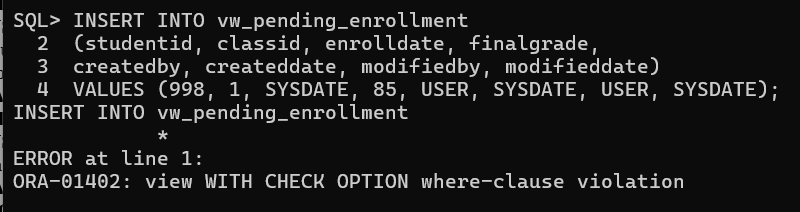 SQL> INSERT INTO vw_pending_enrollment
  2  (studentid, classid, enrolldate, finalgrade,
  3  createdby, createddate, modifiedby, modifieddate)
  4  VALUES (998, 1, SYSDATE, 85, USER, SYSDATE, USER, SYSDATE);
INSERT INTO vw_pending_enrollment
            *
ERROR at line 1:
ORA-01402: view WITH CHECK OPTION where-clause violation